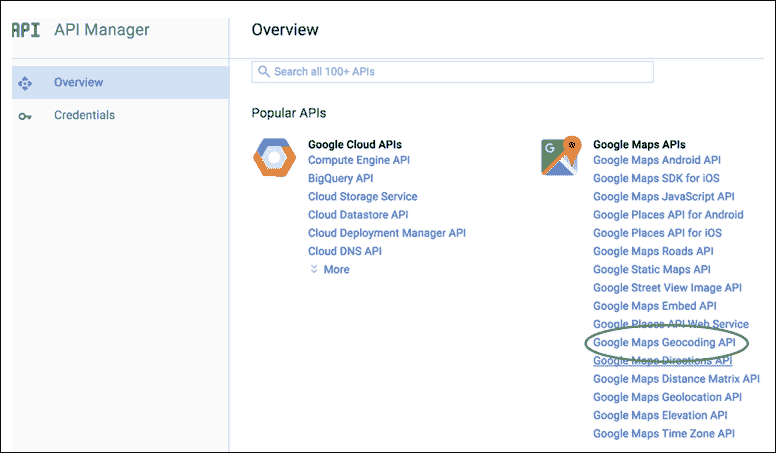 API API Manager
Overview
Overview
Credentials
Search all 100+ APIs
Popular APIs
Google Cloud APIs
Compute Engine API
BigQuery API
Cloud Storage Service
Cloud Datastore API
Cloud Deployment Manager API
Cloud DNS API
More
G
Google Maps APIs
Google Maps Android API
Google Maps SDK for iOS
Google Maps JavaScript API
Google Places API for Android
Google Places API for iOS
Google Maps Roads API
Google Static Maps API
Google Street View Image API
Google Maps Embed API
Google Places API Web Service
Google Maps Geocoding API
Google Maps Directions API
Google Maps Distance Matrix API
Google Maps Geolocation API
Google Maps Elevation API
Google Maps Time Zone API